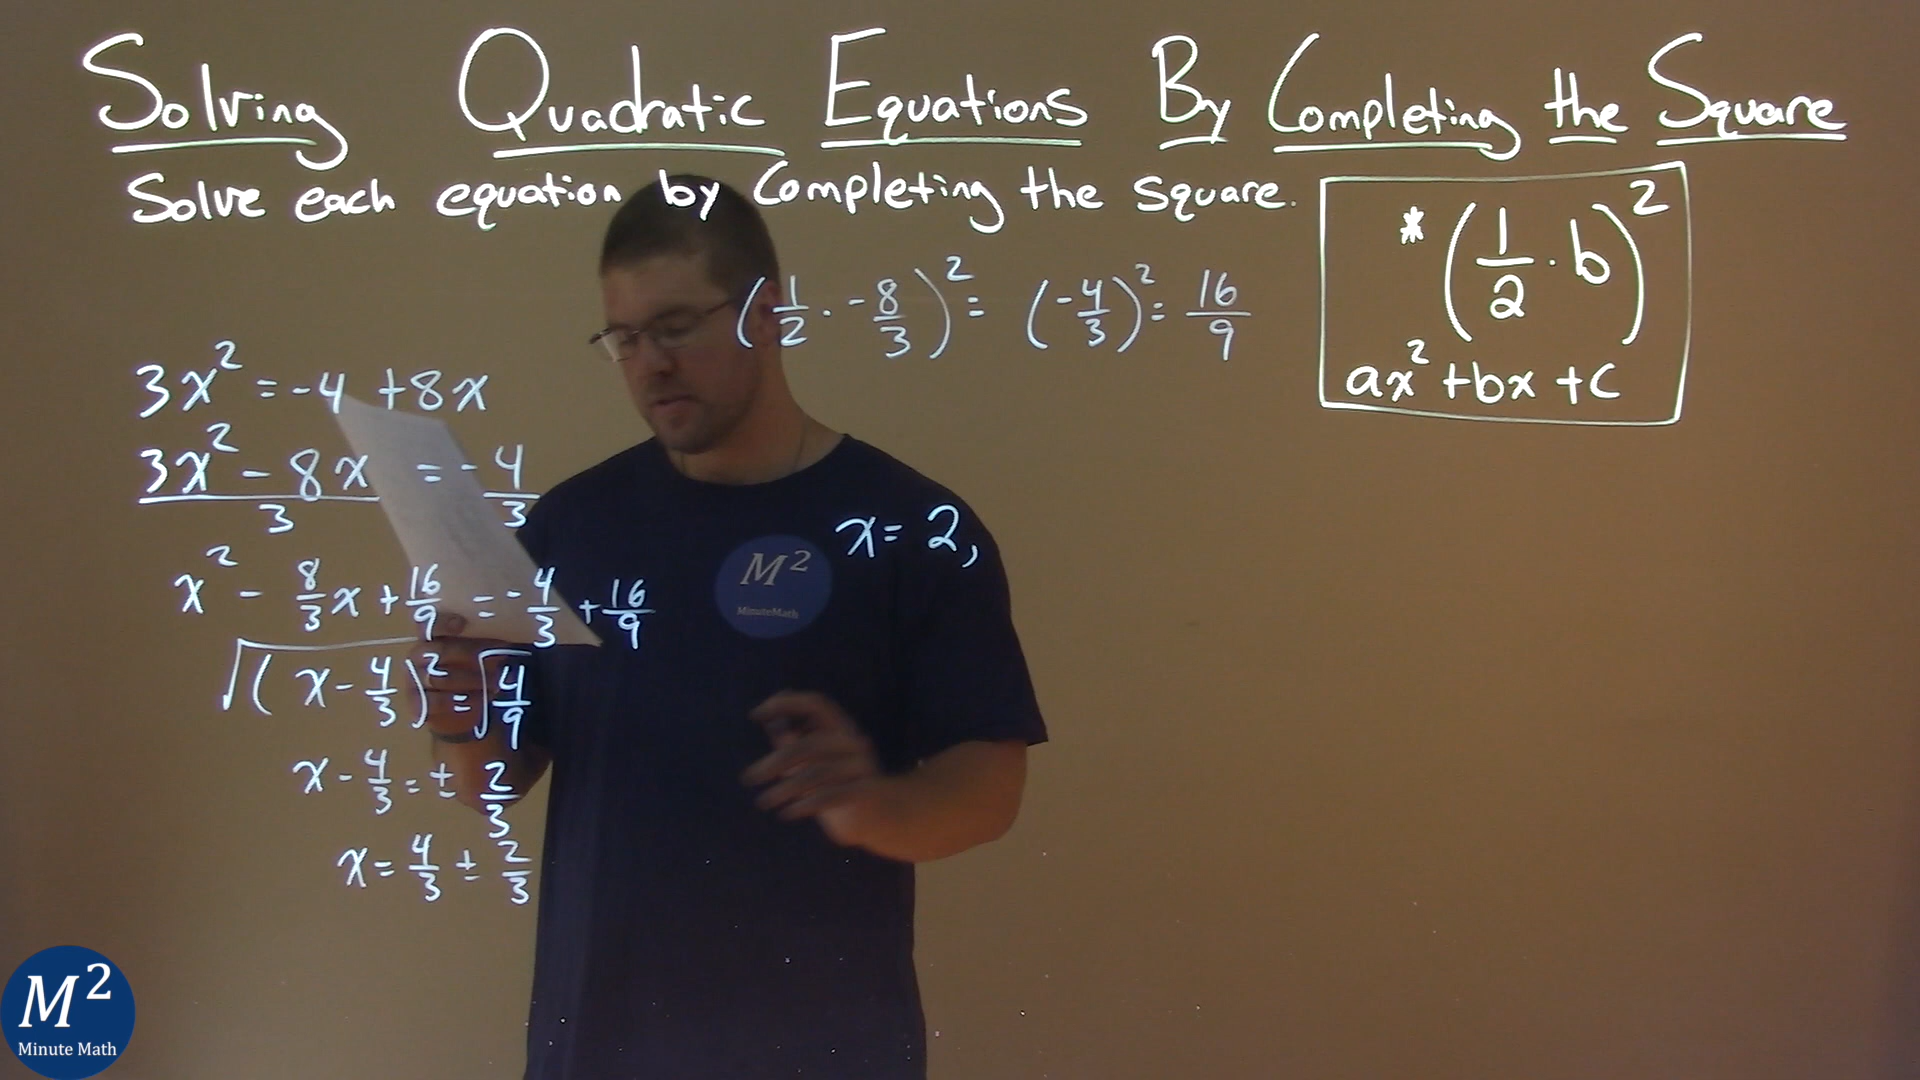 Solving Quadratic Equations By Completing the Square
Solve each equation by Completing the square.
* (1/2 · b)²
ax² + bx + c
(1/2 · -8/3)² = (-4/3)² = 16/9
3x² = -4 + 8x
3x² - 8x = -4
3 3
x² - 8/3 x + 16/9 = -4/3 + 16/9
√(x - 4/3)² = √4/9
x - 4/3 = ± 2/3
x = 4/3 ± 2/3
x = 2,
M²
MinuteMath
M²
Minute Math